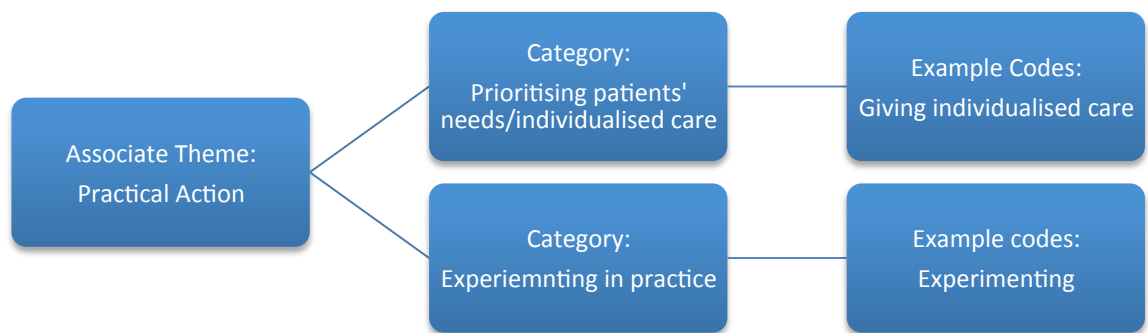 Associate Theme:
Practical Action
Category:
Prioritising patients'
needs/individualised care
Example Codes:
Giving individualised care
Category:
Experiemnting in practice
Example codes:
Experimenting